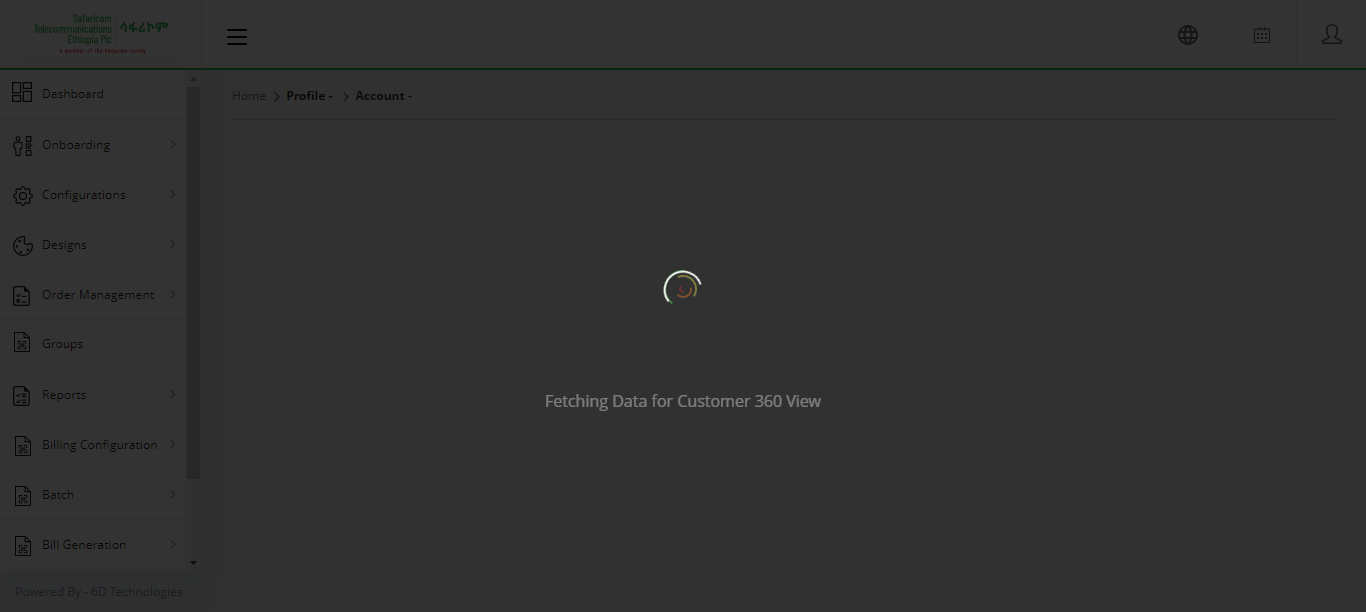 Safaricom
Telecommunications
Ethiopia Plc
ሳፋሪኮም
A member of the Vodacom family
Home
Profile -
Account -
Dashboard
Onboarding
Configurations
Designs
Order Management
Groups
Reports
Billing Configuration
Batch
Bill Generation
Fetching Data for Customer 360 View
Powered By - 6D Technologies